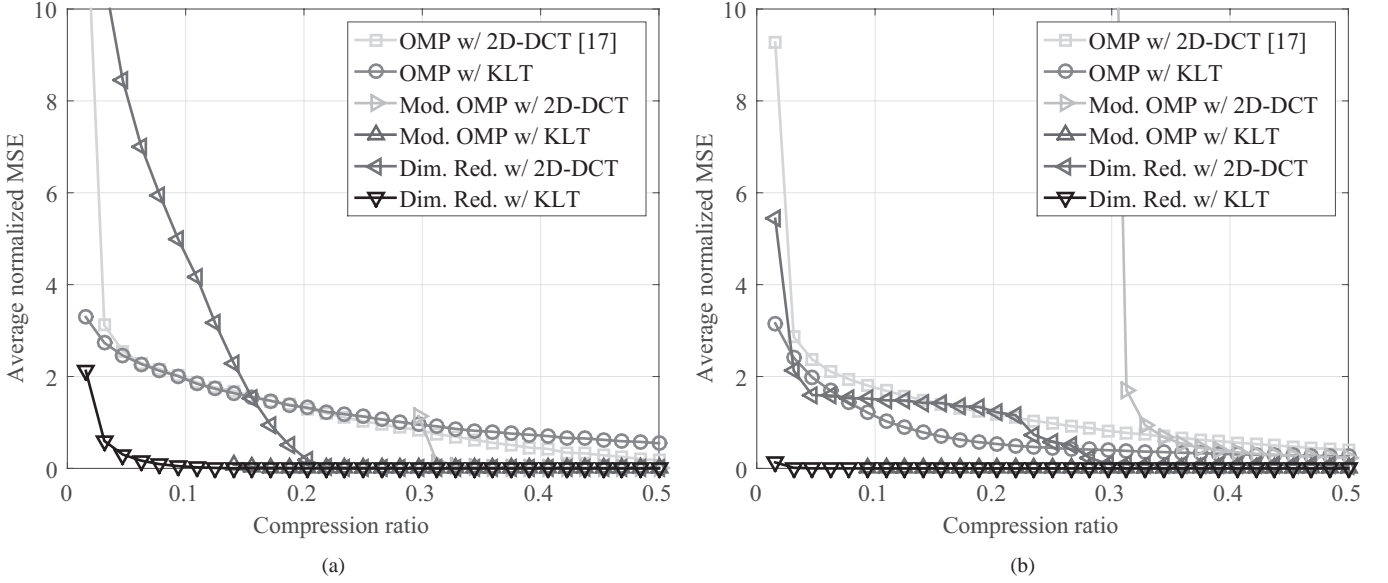 10
8
6
4
2
0
Average normalized MSE
OMP w/ 2D-DCT [17]
OMP w/ KLT
Mod. OMP w/ 2D-DCT
Mod. OMP w/ KLT
Dim. Red. w/ 2D-DCT
Dim. Red. w/ KLT
0 0.1 0.2 0.3 0.4 0.5
Compression ratio
(a)
10
8
6
4
2
0
Average normalized MSE
OMP w/ 2D-DCT [17]
OMP w/ KLT
Mod. OMP w/ 2D-DCT
Mod. OMP w/ KLT
Dim. Red. w/ 2D-DCT
Dim. Red. w/ KLT
0 0.1 0.2 0.3 0.4 0.5
Compression ratio
(b)